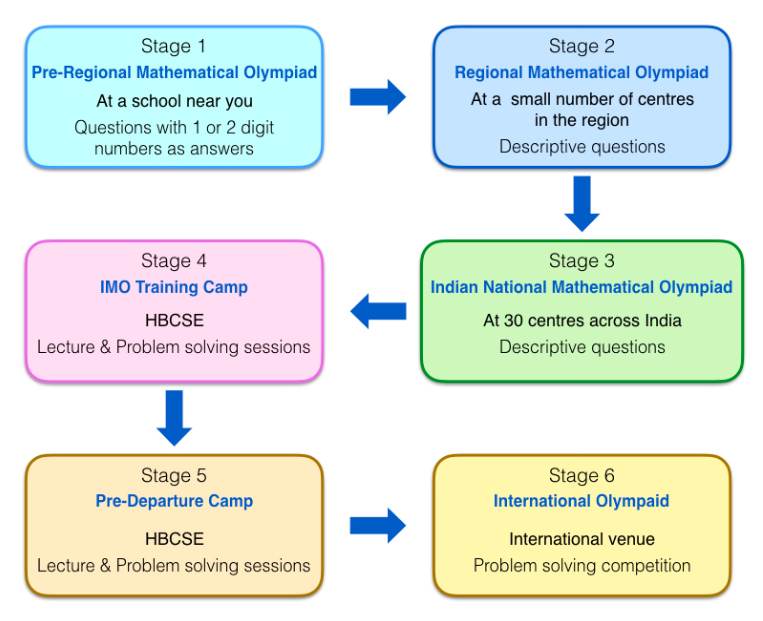 Stage 1
Pre-Regional Mathematical Olympiad
At a school near you
Questions with 1 or 2 digit
numbers as answers
Stage 2
Regional Mathematical Olympiad
At a small number of centres
in the region
Descriptive questions
Stage 3
Indian National Mathematical Olympiad
At 30 centres across India
Descriptive questions
Stage 4
IMO Training Camp
HBCSE
Lecture & Problem solving sessions
Stage 5
Pre-Departure Camp
HBCSE
Lecture & Problem solving sessions
Stage 6
International Olympaid
International venue
Problem solving competition